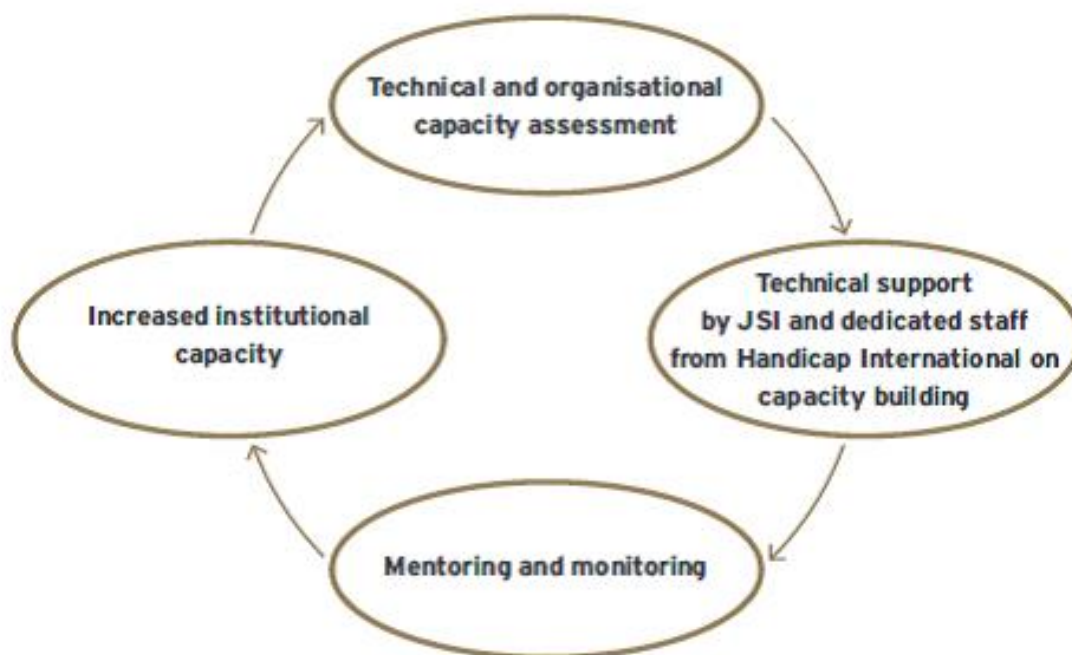 Technical and organisational
capacity assessment
Technical support
by JSI and dedicated staff
from Handicap International on
capacity building
Mentoring and monitoring
Increased institutional
capacity